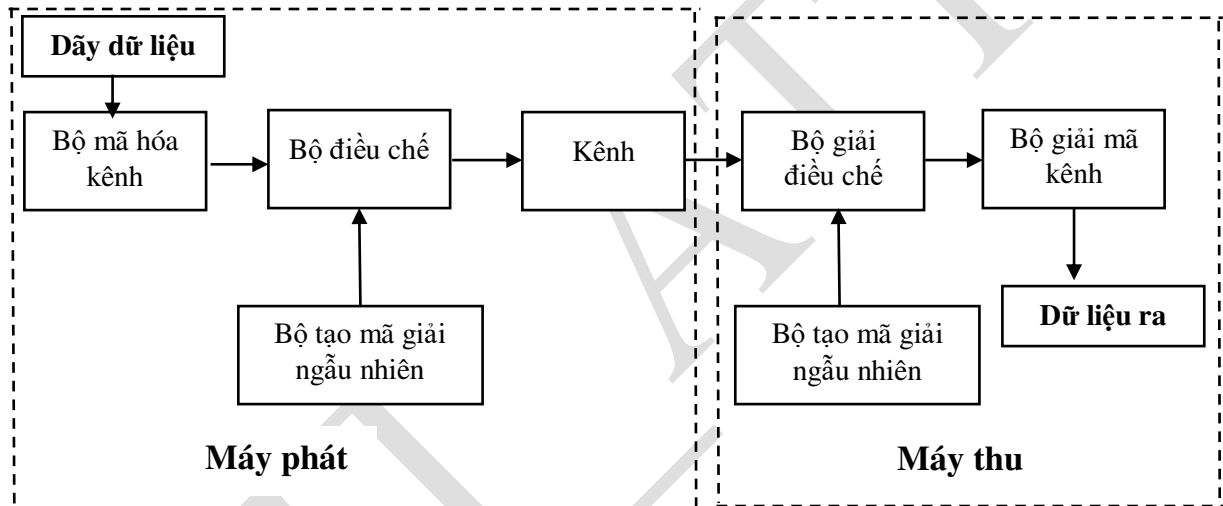 Dãy dữ liệu
Bộ mã hóa
kênh
Bộ điều chế
Kênh
Bộ giải
điều chế
Bộ giải mã
kênh
Bộ tạo mã giải
ngẫu nhiên
Bộ tạo mã giải
ngẫu nhiên
Dữ liệu ra
Máy phát
Máy thu